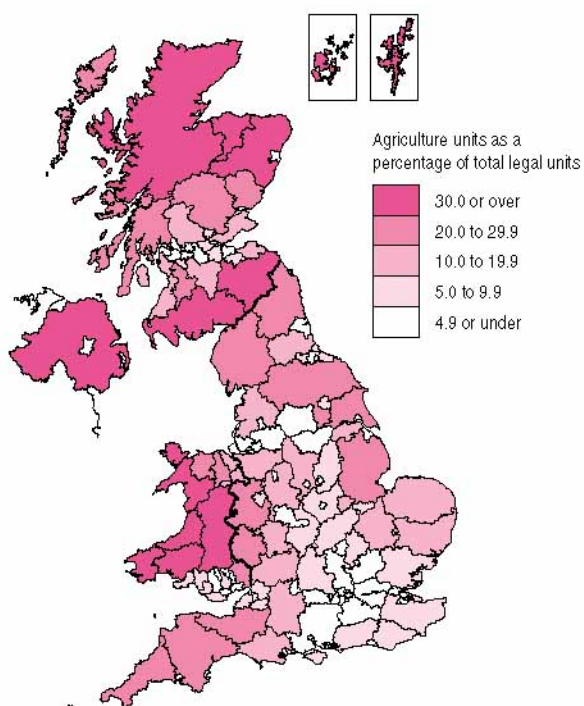 Agriculture units as a
percentage of total legal units
30.0 or over
20.0 to 29.9
10.0 to 19.9
5.0 to 9.9
4.9 or under